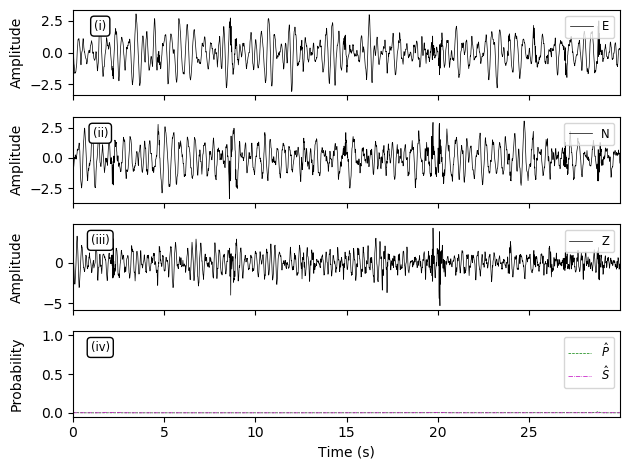 2.5
0.0
−2.5
Amplitude
(i)
E
2.5
0.0
−2.5
Amplitude
(ii)
N
0
−5
Amplitude
(iii)
Z
1.0
0.5
0.0
Probability
(iv)
P̂
Ŝ
0 5 10 15 20 25
Time (s)